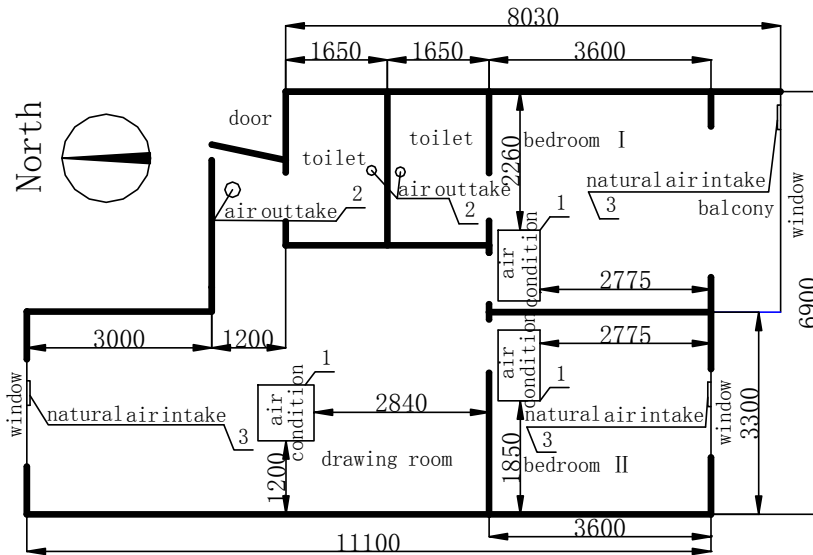 8030
1650
1650
3600
North
door
toilet
toilet
bedroom I
2260
air outtake
2
air outtake
2
natural air intake
3
balcony
window
1
air condition
2775
6900
3000
1200
2775
air condition
1
1
air condition
2840
window
natural air intake
3
natural air intake
3
window
3300
1200
drawing room
1850
bedroom II
3600
11100